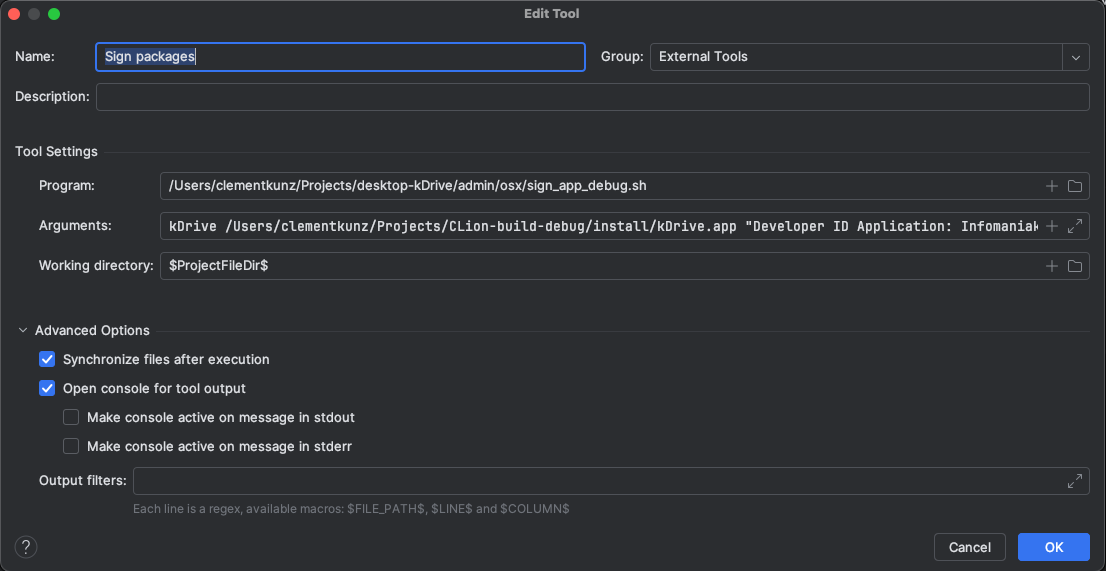 Edit Tool
Name: Sign packages Group: External Tools
Description:
Tool Settings
Program: /Users/clementkunz/Projects/desktop-kDrive/admin/osx/sign_app_debug.sh
Arguments: kDrive /Users/clementkunz/Projects/CLion-build-debug/install/kDrive.app "Developer ID Application: Infomaniak
Working directory: $ProjectFileDir$
Advanced Options
Synchronize files after execution
Open console for tool output
Make console active on message in stdout
Make console active on message in stderr
Output filters:
Each line is a regex, available macros: $FILE_PATH$, $LINE$ and $COLUMN$
? Cancel OK